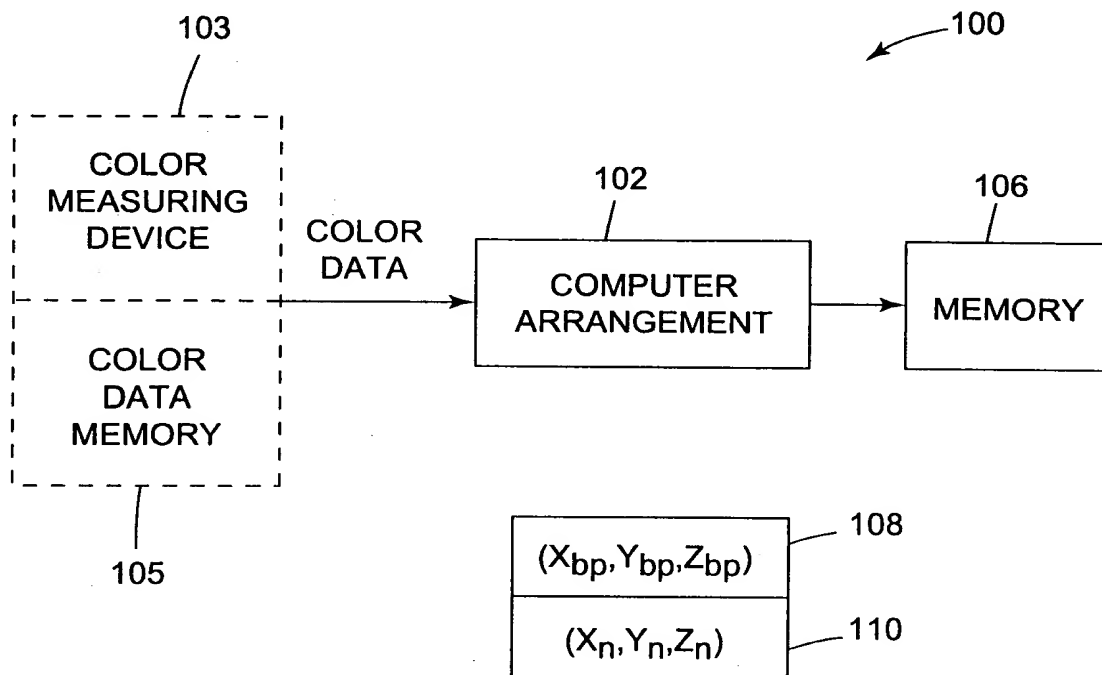 103
100
COLOR
MEASURING
DEVICE
COLOR
DATA
102
COMPUTER
ARRANGEMENT
106
MEMORY
COLOR
DATA
MEMORY
105
(Xbp,Ybp,Zbp)
108
(Xn,Yn,Zn)
110